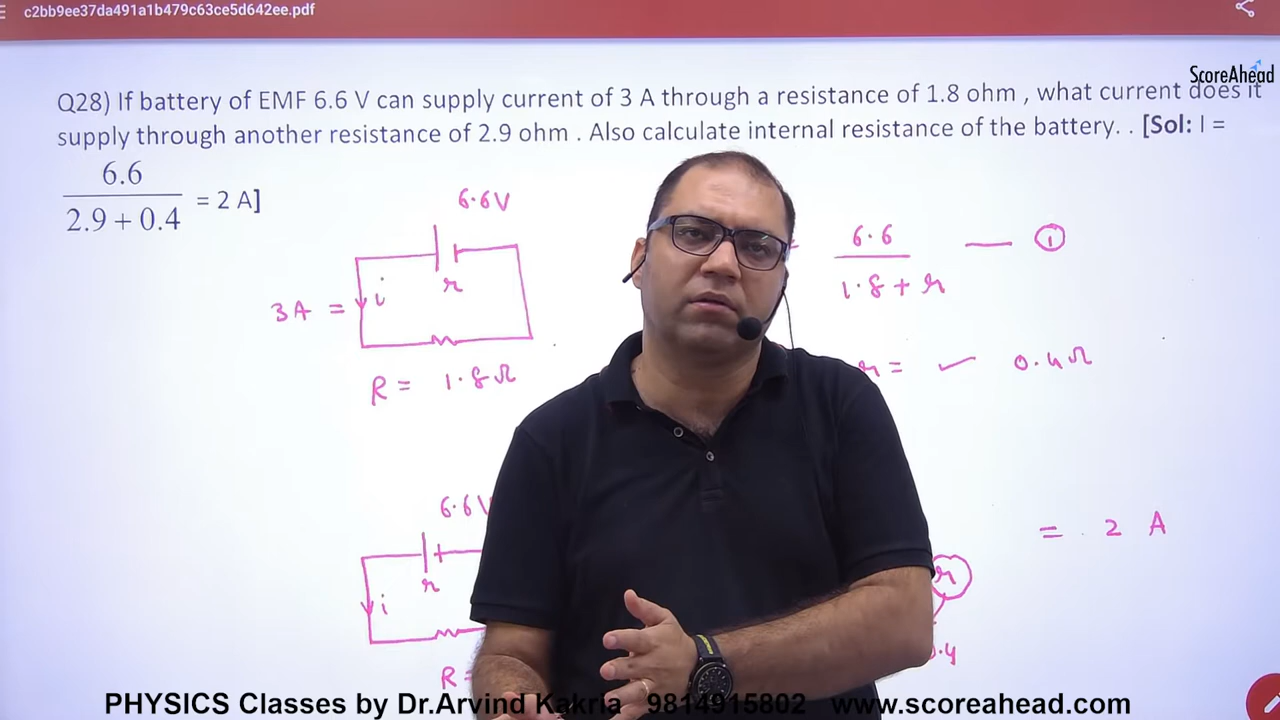 c2bb9ee37da491a1b479c63ce5d642ee.pdf
ScoreAhead
Q28) If battery of EMF 6.6 V can supply current of 3 A through a resistance of 1.8 ohm , what current does it
supply through another resistance of 2.9 ohm . Also calculate internal resistance of the battery. . [Sol: I =
6.6
2.9 + 0.4
= 2 A]
6.6V
3A = i
r
R = 1.8 Ω
= 6.6
1.8 + r
— 1
r = ✓ 0.4Ω
6.6V
i
r
R =
r
= 2 A
PHYSICS Classes by Dr.Arvind Kakria 9814915802 www.scoreahead.com